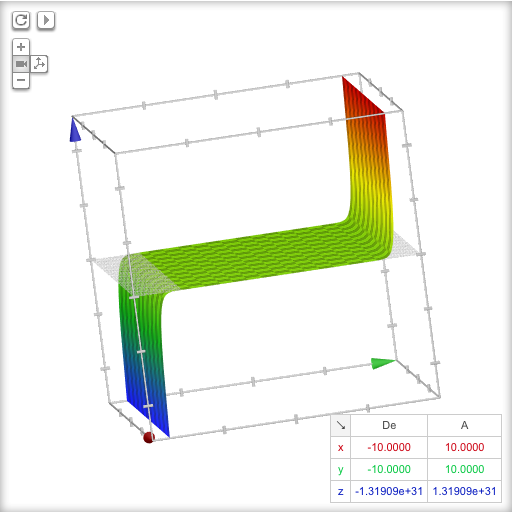 ↘ De A
x -10.0000 10.0000
y -10.0000 10.0000
z -1.31909e+31 1.31909e+31